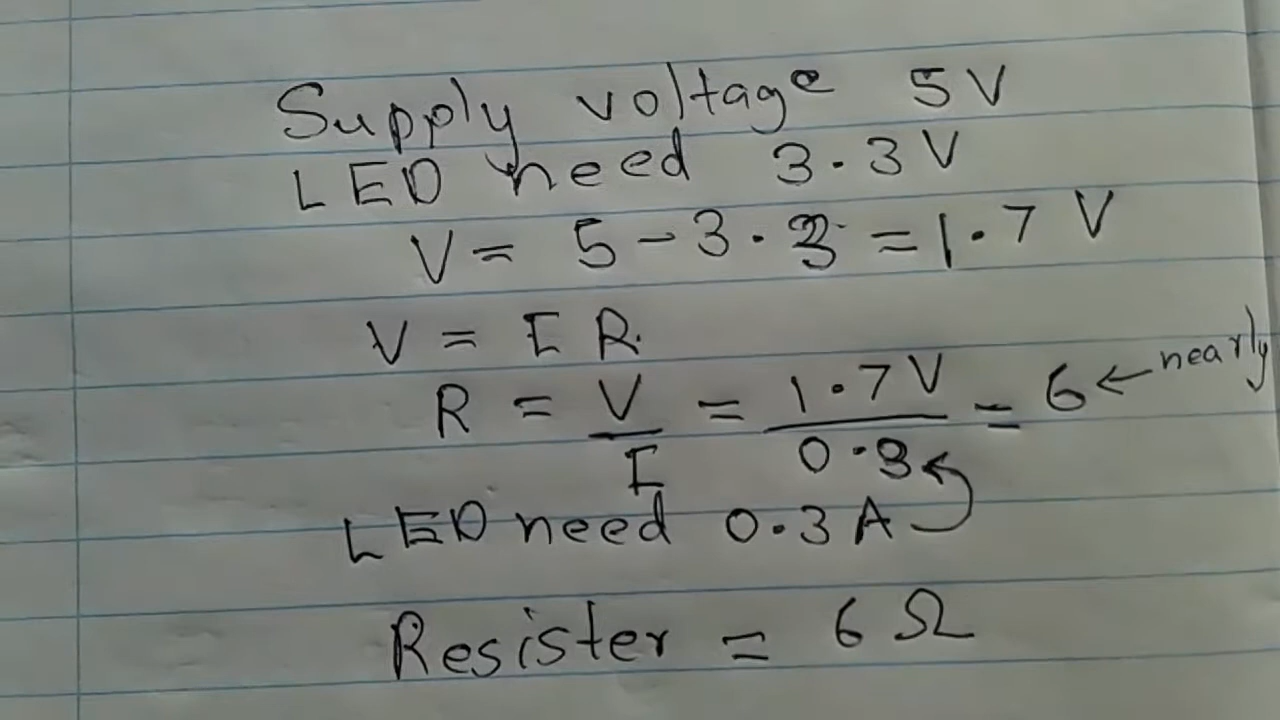 Supply voltage 5V
LED need 3.3V
V = 5 - 3.3 = 1.7 V
V = I R.
R = V/I = 1.7V/0.3 = 6 ← nearly
LED need 0.3A
Resister = 6 Ω